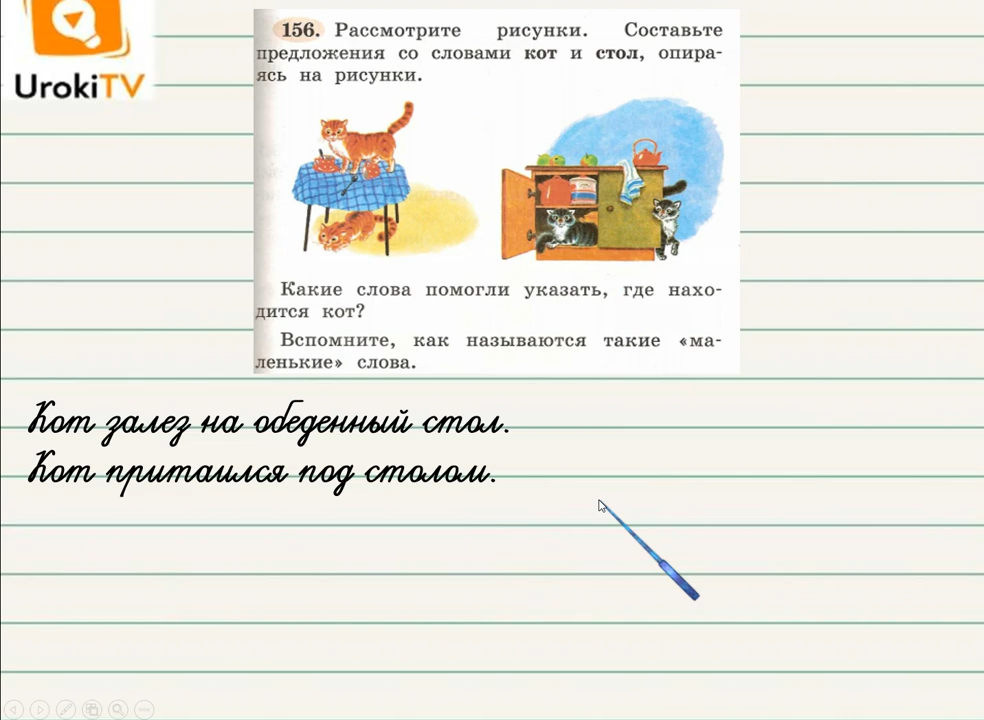 UrokiTV
156. Рассмотрите рисунки. Составьте
предложения со словами кот и стол, опира-
ясь на рисунки.
Какие слова помогли указать, где нахо-
дится кот?
Вспомните, как называются такие «ма-
ленькие» слова.
Кот залез на обеденный стол.
Кот притаился под столом.